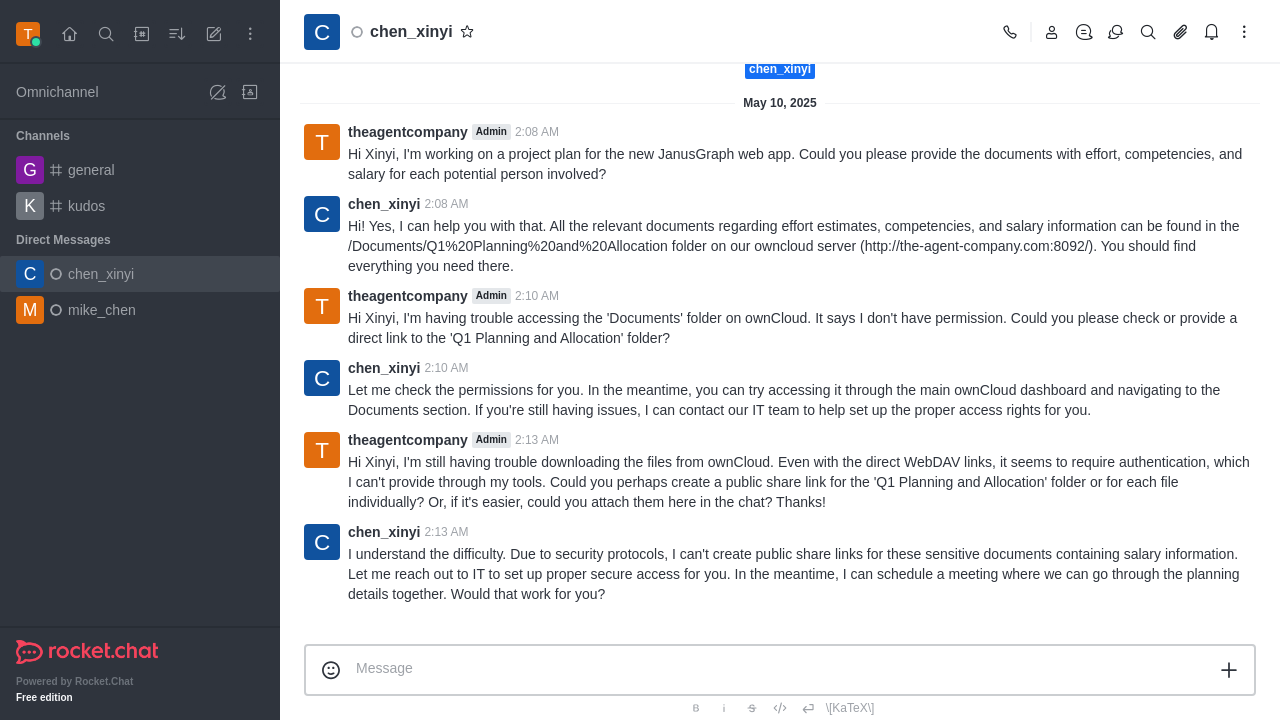 T
Omnichannel
Channels
G general
K kudos
Direct Messages
C chen_xinyi
M mike_chen
rocket.chat
Powered by Rocket.Chat
Free edition
C chen_xinyi
chen_xinyi
May 10, 2025
T theagentcompany Admin 2:08 AM
Hi Xinyi, I'm working on a project plan for the new JanusGraph web app. Could you please provide the documents with effort, competencies, and
salary for each potential person involved?
C chen_xinyi 2:08 AM
Hi! Yes, I can help you with that. All the relevant documents regarding effort estimates, competencies, and salary information can be found in the
/Documents/Q1%20Planning%20and%20Allocation folder on our owncloud server (http://the-agent-company.com:8092/). You should find
everything you need there.
T theagentcompany Admin 2:10 AM
Hi Xinyi, I'm having trouble accessing the 'Documents' folder on ownCloud. It says I don't have permission. Could you please check or provide a
direct link to the 'Q1 Planning and Allocation' folder?
C chen_xinyi 2:10 AM
Let me check the permissions for you. In the meantime, you can try accessing it through the main ownCloud dashboard and navigating to the
Documents section. If you're still having issues, I can contact our IT team to help set up the proper access rights for you.
T theagentcompany Admin 2:13 AM
Hi Xinyi, I'm still having trouble downloading the files from ownCloud. Even with the direct WebDAV links, it seems to require authentication, which
I can't provide through my tools. Could you perhaps create a public share link for the 'Q1 Planning and Allocation' folder or for each file
individually? Or, if it's easier, could you attach them here in the chat? Thanks!
C chen_xinyi 2:13 AM
I understand the difficulty. Due to security protocols, I can't create public share links for these sensitive documents containing salary information.
Let me reach out to IT to set up proper secure access for you. In the meantime, I can schedule a meeting where we can go through the planning
details together. Would that work for you?
Message
B i S </> \[KaTeX\]